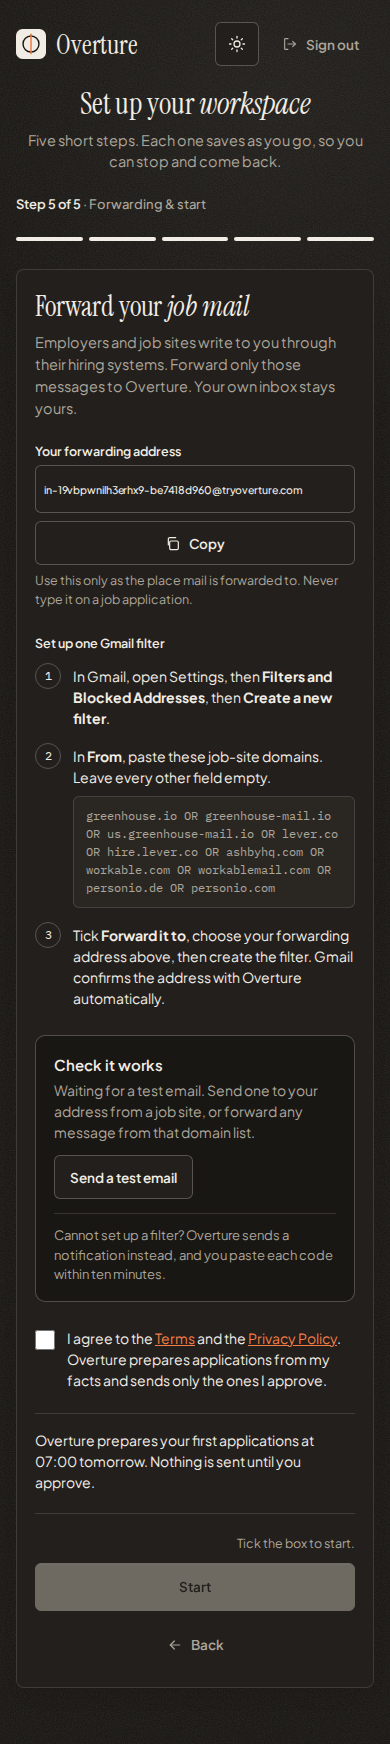 Overture
Sign out
Set up your workspace
Five short steps. Each one saves as you go, so you
can stop and come back.
Step 5 of 5 · Forwarding & start
Forward your job mail
Employers and job sites write to you through
their hiring systems. Forward only those
messages to Overture. Your own inbox stays
yours.
Your forwarding address
in-19vbpwnilh3erhx9-be7418d960@tryoverture.com
Copy
Use this only as the place mail is forwarded to. Never
type it on a job application.
Set up one Gmail filter
1 In Gmail, open Settings, then Filters and
Blocked Addresses, then Create a new
filter.
2 In From, paste these job-site domains.
Leave every other field empty.
greenhouse.io OR greenhouse-mail.io
OR us.greenhouse-mail.io OR lever.co
OR hire.lever.co OR ashbyhq.com OR
workable.com OR workablemail.com OR
personio.de OR personio.com
3 Tick Forward it to, choose your forwarding
address above, then create the filter. Gmail
confirms the address with Overture
automatically.
Check it works
Waiting for a test email. Send one to your
address from a job site, or forward any
message from that domain list.
Send a test email
Cannot set up a filter? Overture sends a
notification instead, and you paste each code
within ten minutes.
I agree to the Terms and the Privacy Policy.
Overture prepares applications from my
facts and sends only the ones I approve.
Overture prepares your first applications at
07:00 tomorrow. Nothing is sent until you
approve.
Tick the box to start.
Start
Back